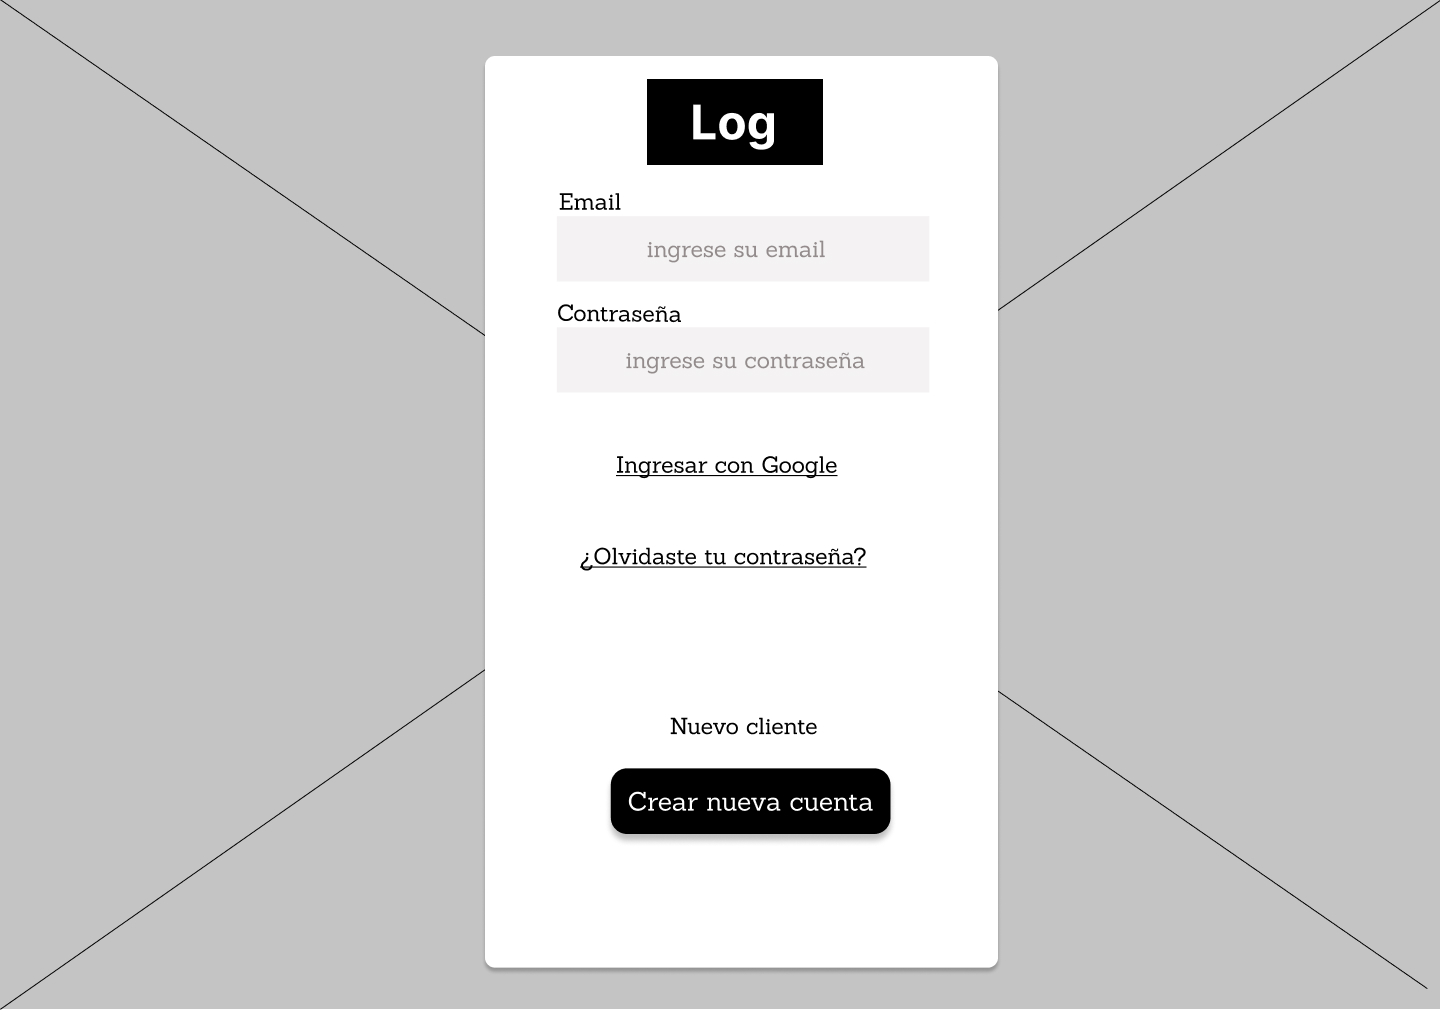 Log
Email
ingrese su email
Contraseña
ingrese su contraseña
Ingresar con Google
¿Olvidaste tu contraseña?
Nuevo cliente
Crear nueva cuenta